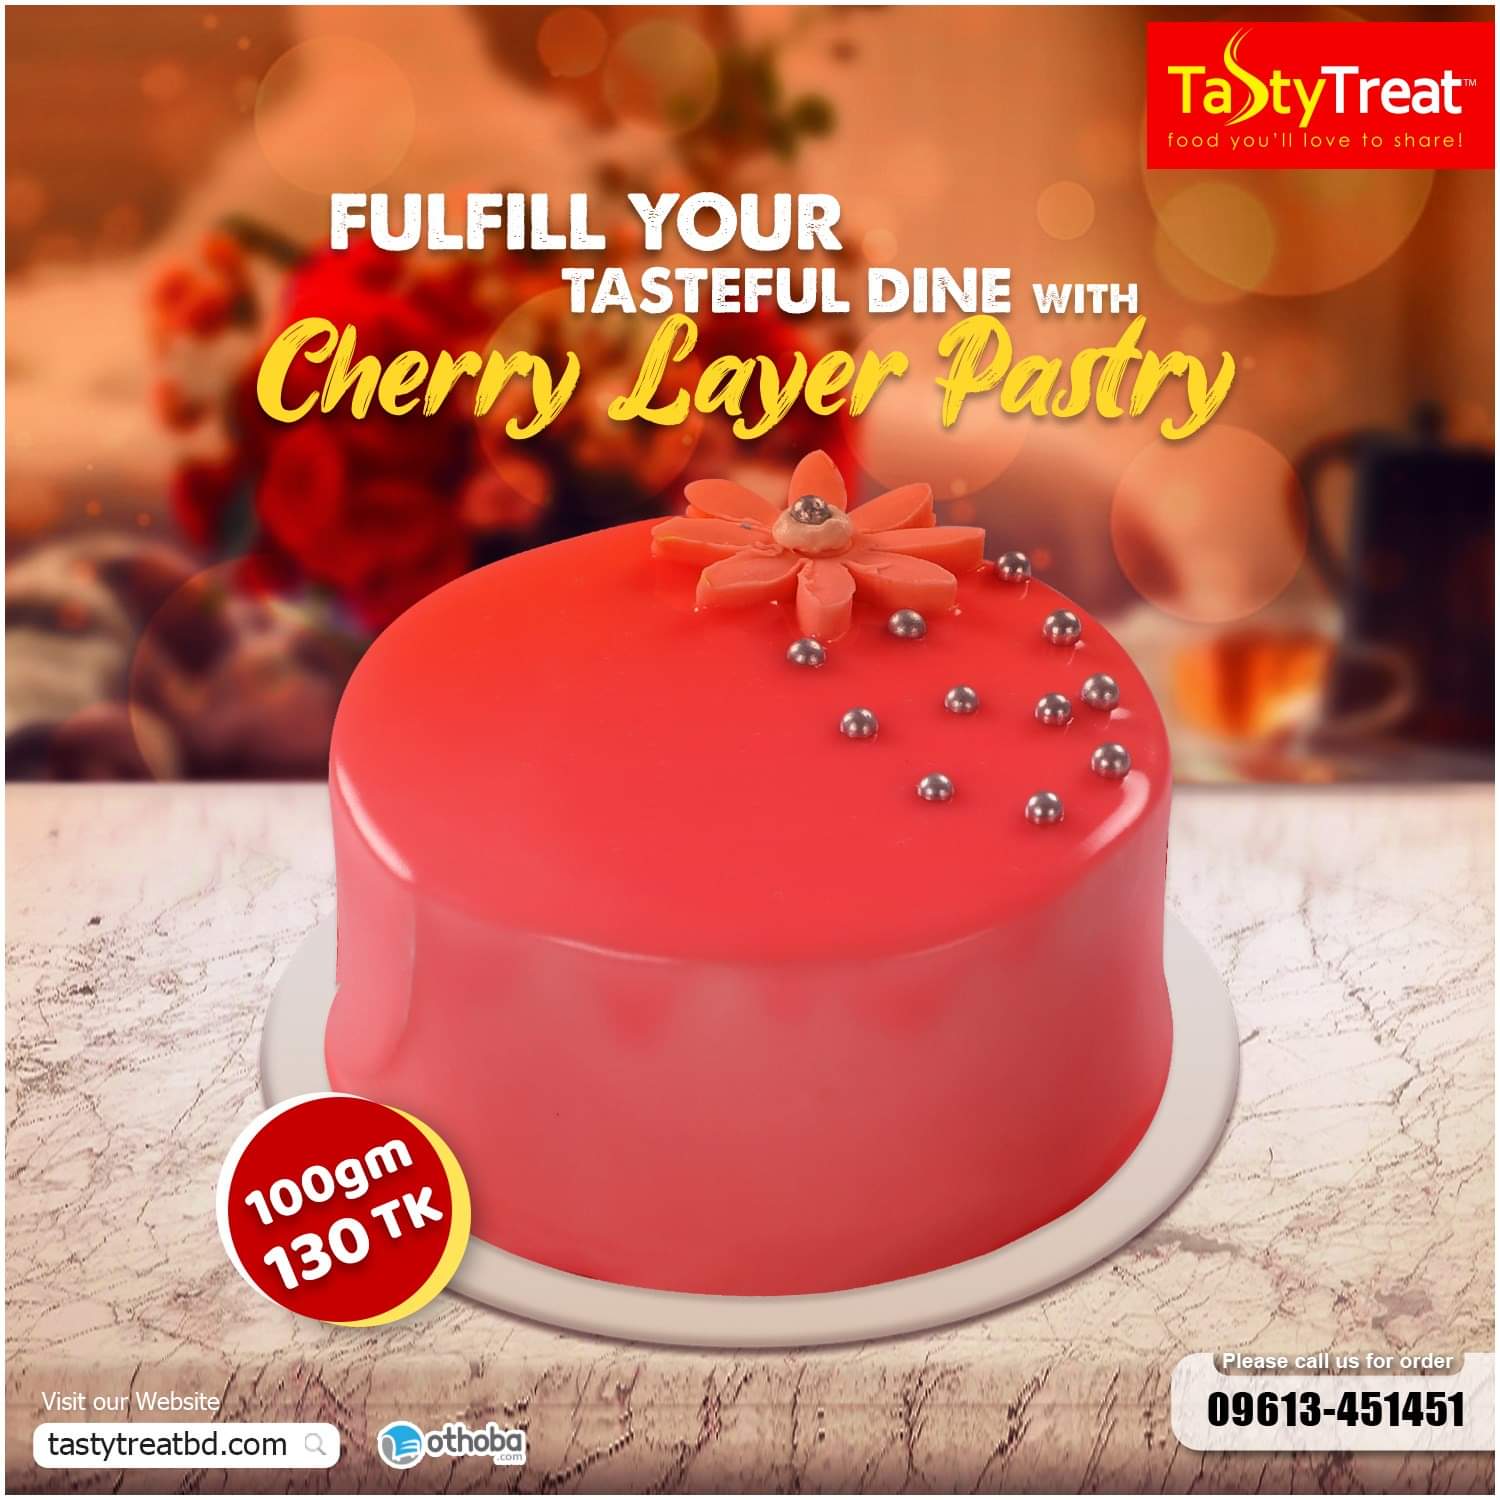 TastyTreat™
food you'll love to share!
FULFILL YOUR
TASTEFUL DINE WITH
Cherry Layer Pastry
100gm
130 TK
Visit our Website
tastytreatbd.com
othoba
.com
Please call us for order
09613-451451